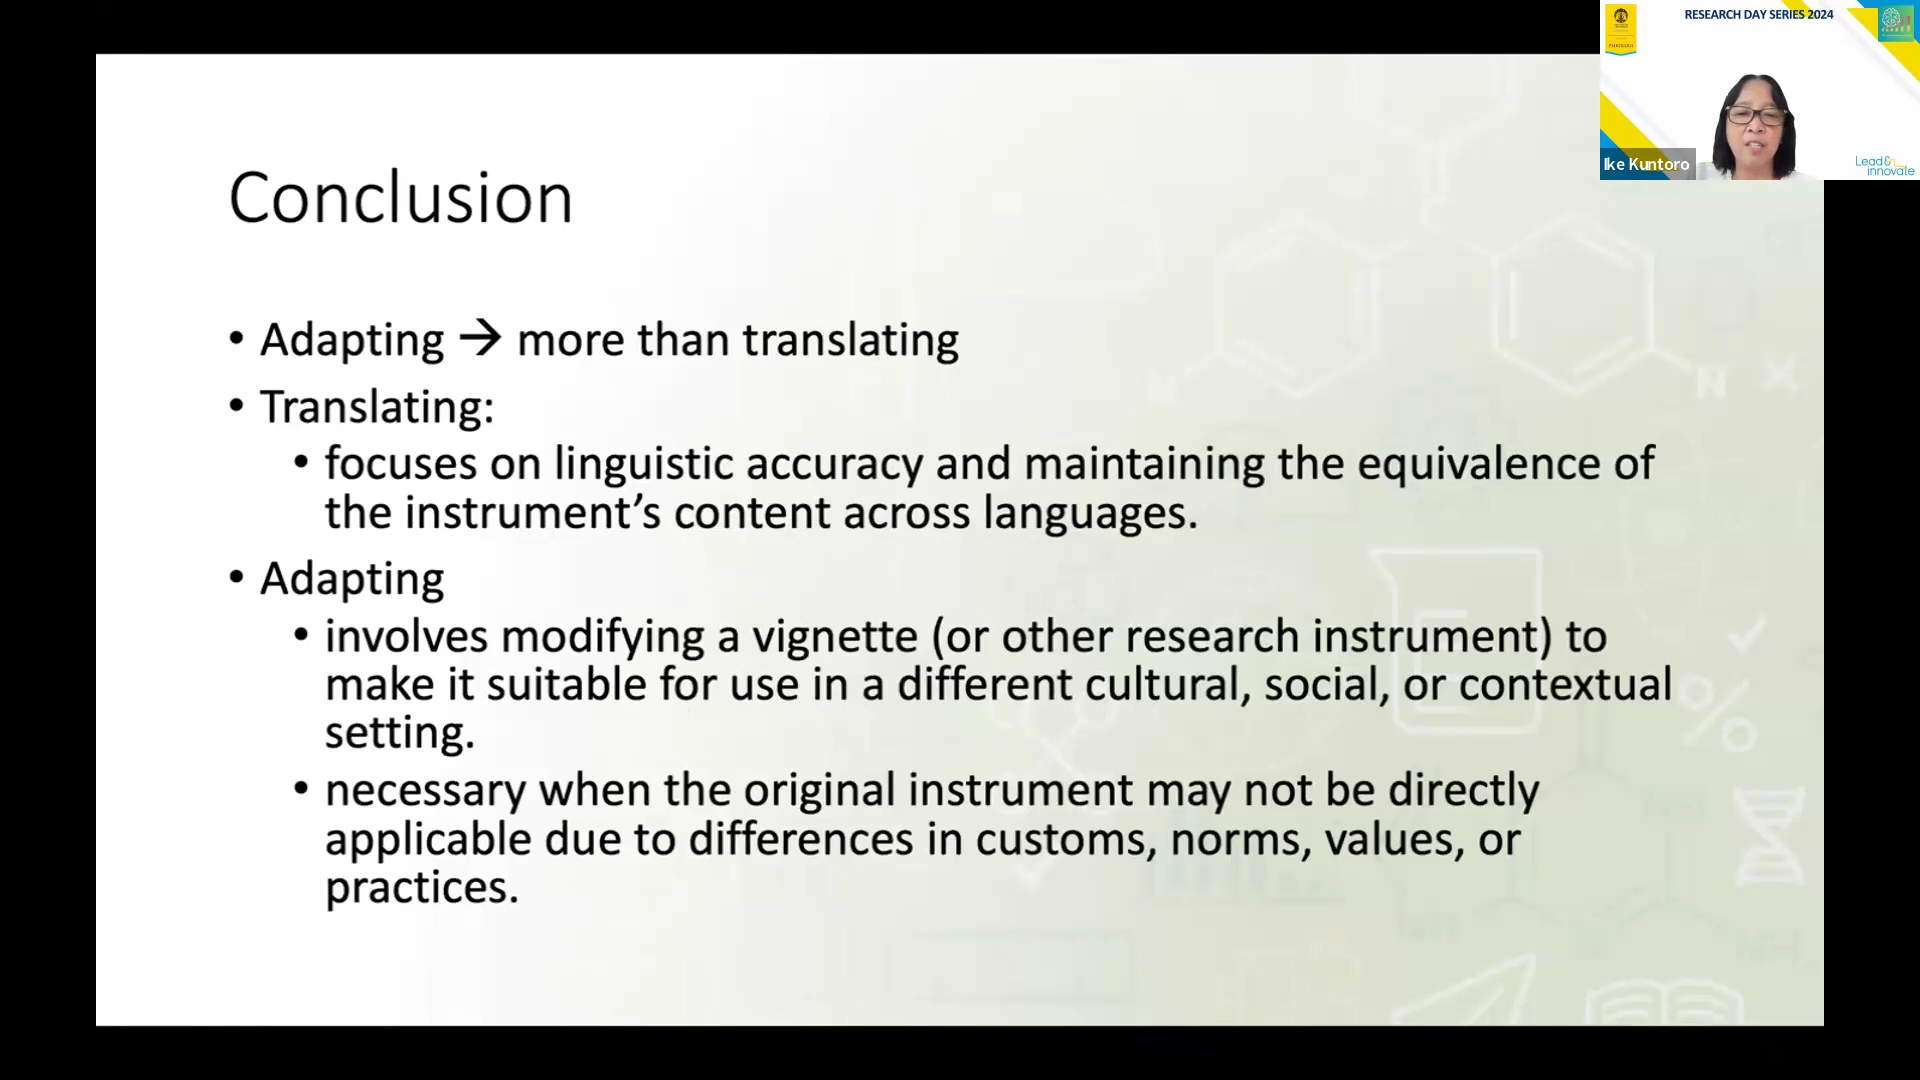 RESEARCH DAY SERIES 2024
PSIKOLOGI
Ike Kuntoro
Lead &
innovate
Conclusion
• Adapting → more than translating
• Translating:
• focuses on linguistic accuracy and maintaining the equivalence of
the instrument’s content across languages.
• Adapting
• involves modifying a vignette (or other research instrument) to
make it suitable for use in a different cultural, social, or contextual
setting.
• necessary when the original instrument may not be directly
applicable due to differences in customs, norms, values, or
practices.
N
N